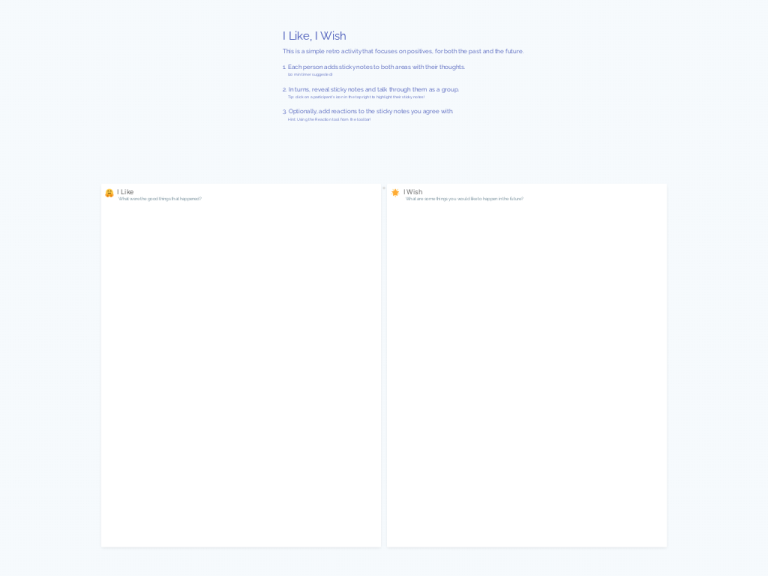 I Like, I Wish
This is a simple retro activity that focuses on positives, for both the past and the future.
1. Each person adds sticky notes to both areas with their thoughts.
2. In turns, reveal sticky notes and talk through them as a group.
3. Optionally, add reactions to the sticky notes you agree with.
I Like
What were the good things that happened?
I Wish
What are some things you would like to happen in the future?